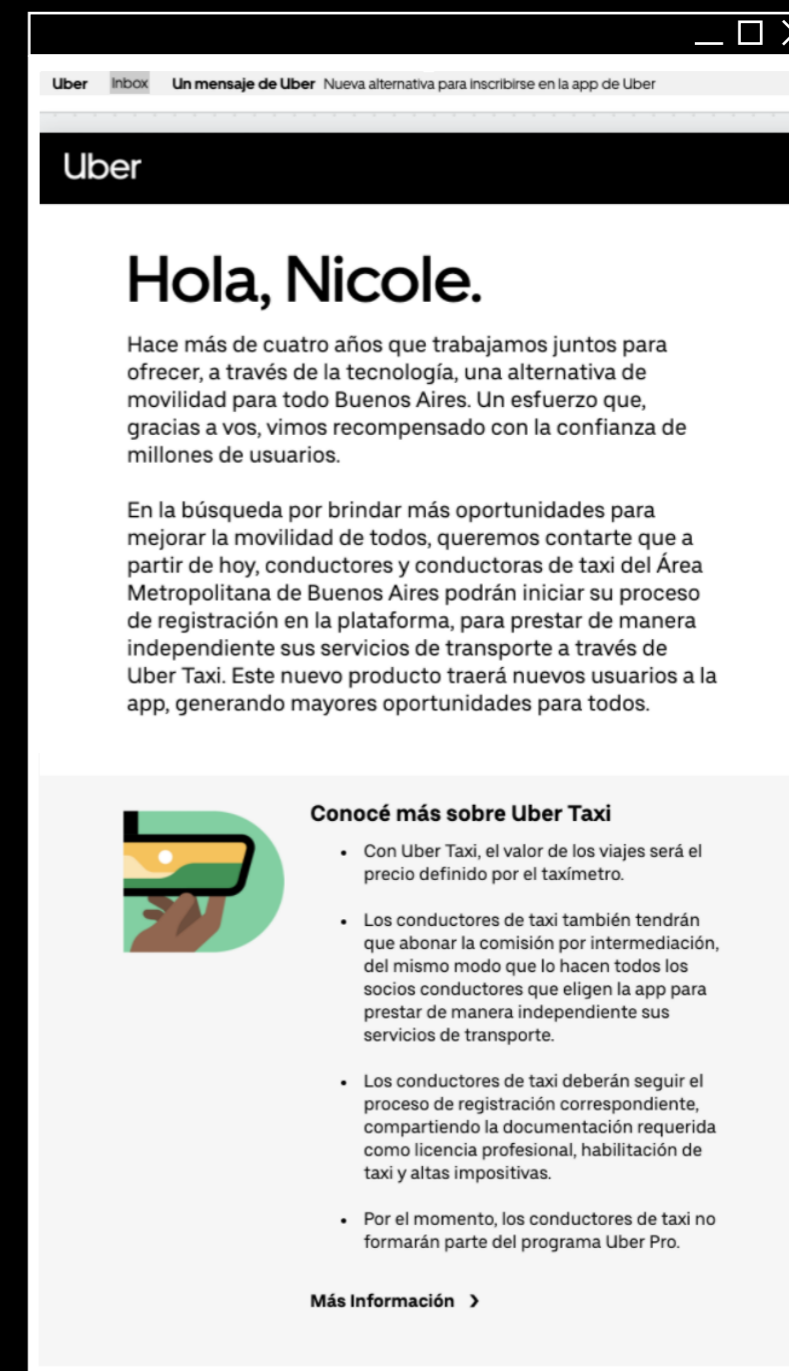 Uber Inbox Un mensaje de Uber Nueva alternativa para inscribirse en la app de Uber
Uber
Hola, Nicole.
Hace más de cuatro años que trabajamos juntos para
ofrecer, a través de la tecnología, una alternativa de
movilidad para todo Buenos Aires. Un esfuerzo que,
gracias a vos, vimos recompensado con la confianza de
millones de usuarios.
En la búsqueda por brindar más oportunidades para
mejorar la movilidad de todos, queremos contarte que a
partir de hoy, conductores y conductoras de taxi del Área
Metropolitana de Buenos Aires podrán iniciar su proceso
de registración en la plataforma, para prestar de manera
independiente sus servicios de transporte a través de
Uber Taxi. Este nuevo producto traerá nuevos usuarios a la
app, generando mayores oportunidades para todos.
Conocé más sobre Uber Taxi
• Con Uber Taxi, el valor de los viajes será el
precio definido por el taxímetro.
• Los conductores de taxi también tendrán
que abonar la comisión por intermediación,
del mismo modo que lo hacen todos los
socios conductores que eligen la app para
prestar de manera independiente sus
servicios de transporte.
• Los conductores de taxi deberán seguir el
proceso de registración correspondiente,
compartiendo la documentación requerida
como licencia profesional, habilitación de
taxi y altas impositivas.
• Por el momento, los conductores de taxi no
formarán parte del programa Uber Pro.
Más Información